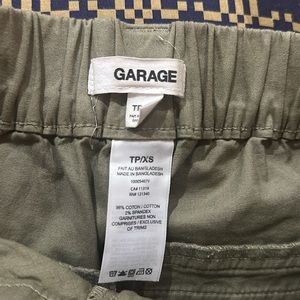 GARAGE
TP/XS
FAIT AU BANGLADESH
MADE IN BANGLADESH
CA# 11374
RN# 131340
98% COTON / COTTON
2% SPANDEX
GARNITURES NON
COMPRISES / EXCLUSIVE
OF TRIMS